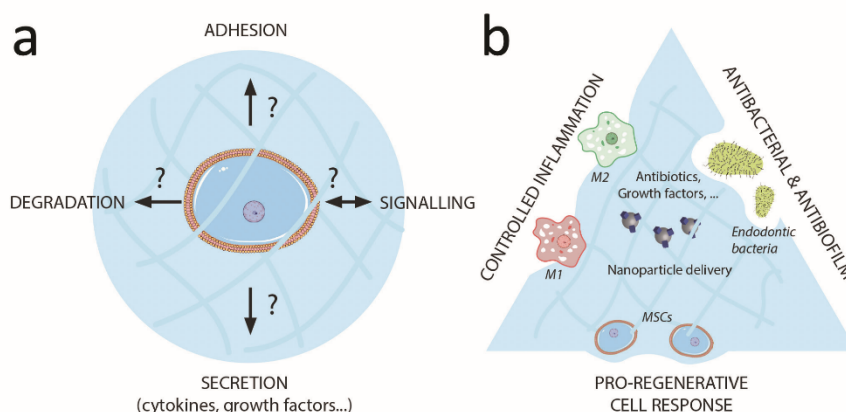 a
ADHESION
?
?
DEGRADATION
?
SIGNALLING
?
SECRETION
(cytokines, growth factors...)
b
CONTROLLED INFLAMMATION
ANTIBACTERIAL & ANTIBIOFILM
M2
Antibiotics,
Growth factors, ...
Endodontic
bacteria
M1
Nanoparticle delivery
MSCs
PRO-REGENERATIVE
CELL RESPONSE